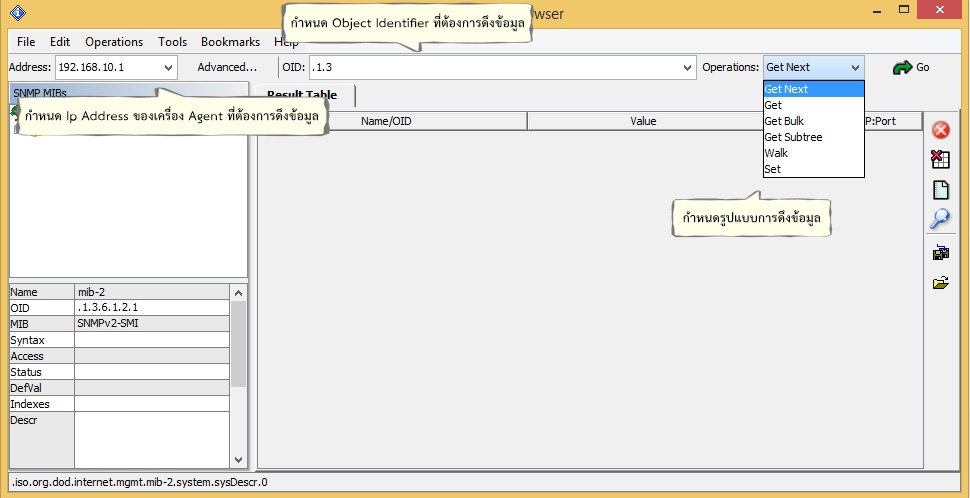 กำหนด Object Identifier ที่ต้องการดึงข้อมูล
wser
File Edit Operations Tools Bookmarks Help
Address: 192.168.10.1 Advanced... OID: .1.3 Operations: Get Next Go
SNMP MIBs
Result Table
กำหนด Ip Address ของเครื่อง Agent ที่ต้องการดึงข้อมูล
Name/OID Value P:Port
Get Next
Get
Get Bulk
Get Subtree
Walk
Set
กำหนดรูปแบบการดึงข้อมูล
Name mib-2
OID .1.3.6.1.2.1
MIB SNMPv2-SMI
Syntax
Access
Status
DefVal
Indexes
Descr
.iso.org.dod.internet.mgmt.mib-2.system.sysDescr.0